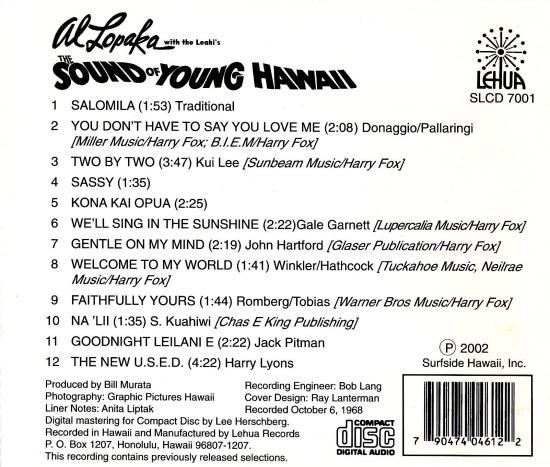 Al Lopaka with the Leahi's
THE SOUND OF YOUNG HAWAII
LEHUA
SLCD 7001
1 SALOMILA (1:53) Traditional
2 YOU DON'T HAVE TO SAY YOU LOVE ME (2:08) Donaggio/Pallaringi
[Miller Music/Harry Fox; B.I.E.M/Harry Fox]
3 TWO BY TWO (3:47) Kui Lee [Sunbeam Music/Harry Fox]
4 SASSY (1:35)
5 KONA KAI OPUA (2:25)
6 WE'LL SING IN THE SUNSHINE (2:22)Gale Garnett [Lupercalia Music/Harry Fox]
7 GENTLE ON MY MIND (2:19) John Hartford [Glaser Publication/Harry Fox]
8 WELCOME TO MY WORLD (1:41) Winkler/Hathcock [Tuckahoe Music, Neilrae
Music/Harry Fox]
9 FAITHFULLY YOURS (1:44) Romberg/Tobias [Warner Bros Music/Harry Fox]
10 NA 'LII (1:35) S. Kuahiwi [Chas E King Publishing]
11 GOODNIGHT LEILANI E (2:22) Jack Pitman
12 THE NEW U.S.E.D. (4:22) Harry Lyons
Ⓟ 2002
Surfside Hawaii, Inc.
Produced by Bill Murata
Photography: Graphic Pictures Hawaii
Liner Notes: Anita Liptak
Recording Engineer: Bob Lang
Cover Design: Ray Lanterman
Recorded October 6, 1968
Digital mastering for Compact Disc by Lee Herschberg.
Recorded in Hawaii and Manufactured by Lehua Records
P. O. Box 1207, Honolulu, Hawaii 96807-1207.
This recording contains previously released selections.
COMPACT
disc
DIGITAL AUDIO
7 90474 04612 2